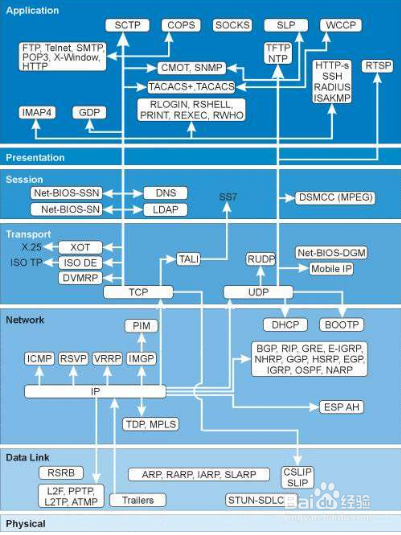 Application
SCTP
COPS
SOCKS
SLP
WCCP
FTP, Telnet, SMTP,
POP3, X-Window,
HTTP
TFTP
NTP
CMOT, SNMP
HTTP-s
SSH
RADIUS
ISAKMP
RTSP
TACACS+,TACACS
RLOGIN, RSHELL,
PRINT, REXEC, RWHO
IMAP4
GDP
Presentation
Session
Net-BIOS-SSN
DNS
SS7
DSMCC (MPEG)
Net-BIOS-SN
LDAP
Transport
X.25
XOT
TALI
RUDP
Net-BIOS-DGM
ISO TP
ISO DE
Mobile IP
DVMRP
TCP
UDP
Network
DHCP
BOOTP
PIM
ICMP
RSVP
VRRP
IMGP
BGP, RIP, GRE, E-IGRP,
NHRP, GGP, HSRP, EGP,
IGRP, OSPF, NARP
IP
ESP AH
TDP, MPLS
Data Link
RSRB
ARP, RARP, IARP, SLARP
CSLIP
SLIP
L2F, PPTP,
L2TP, ATMP
Trailers
STUN-SDLC
Bai du 经验
jingyan.baidu.com
Physical